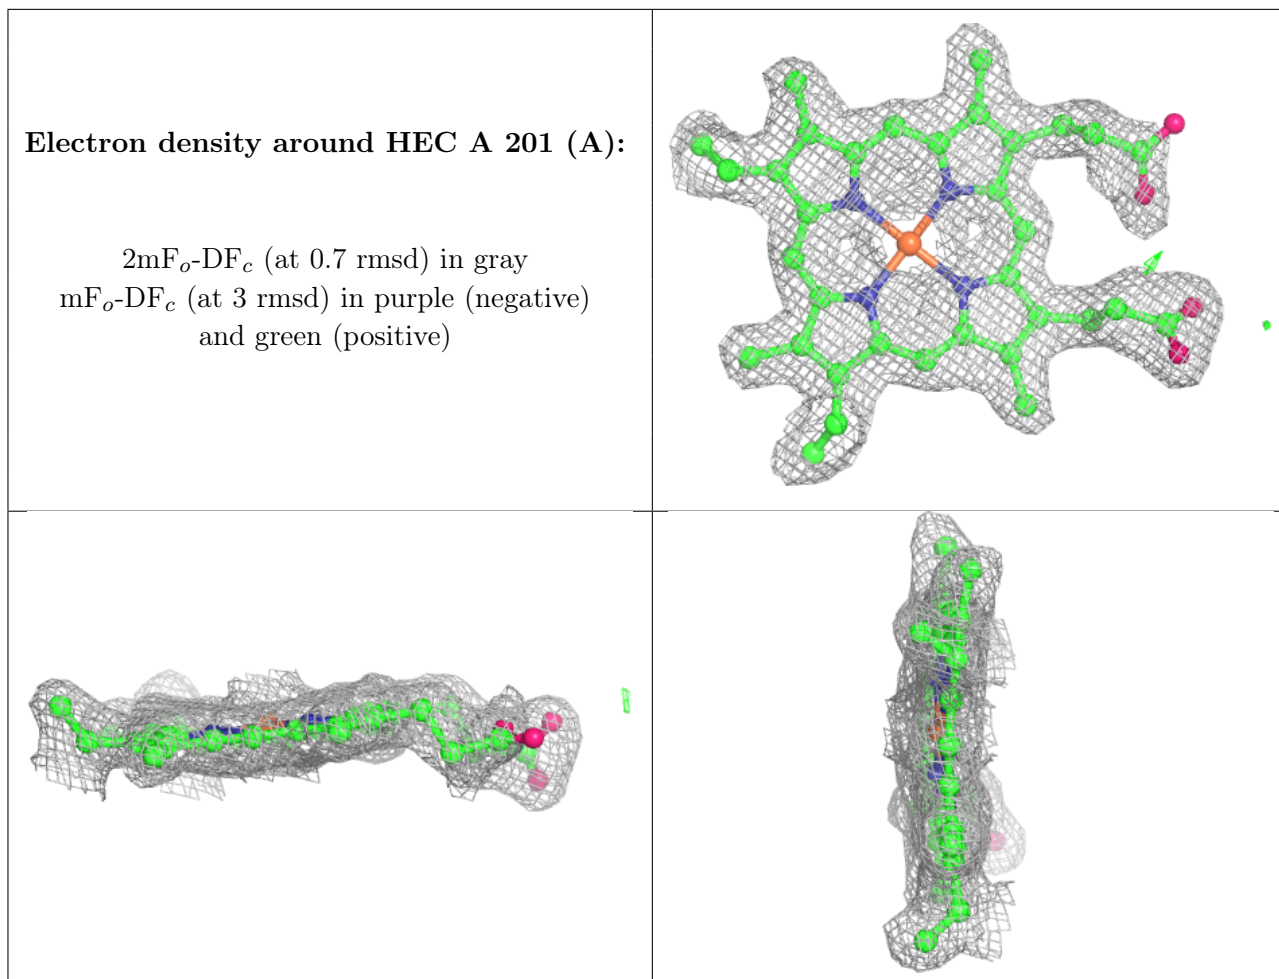 Electron density around HEC A 201 (A):
2mFo-DFc (at 0.7 rmsd) in gray
mFo-DFc (at 3 rmsd) in purple (negative)
and green (positive)